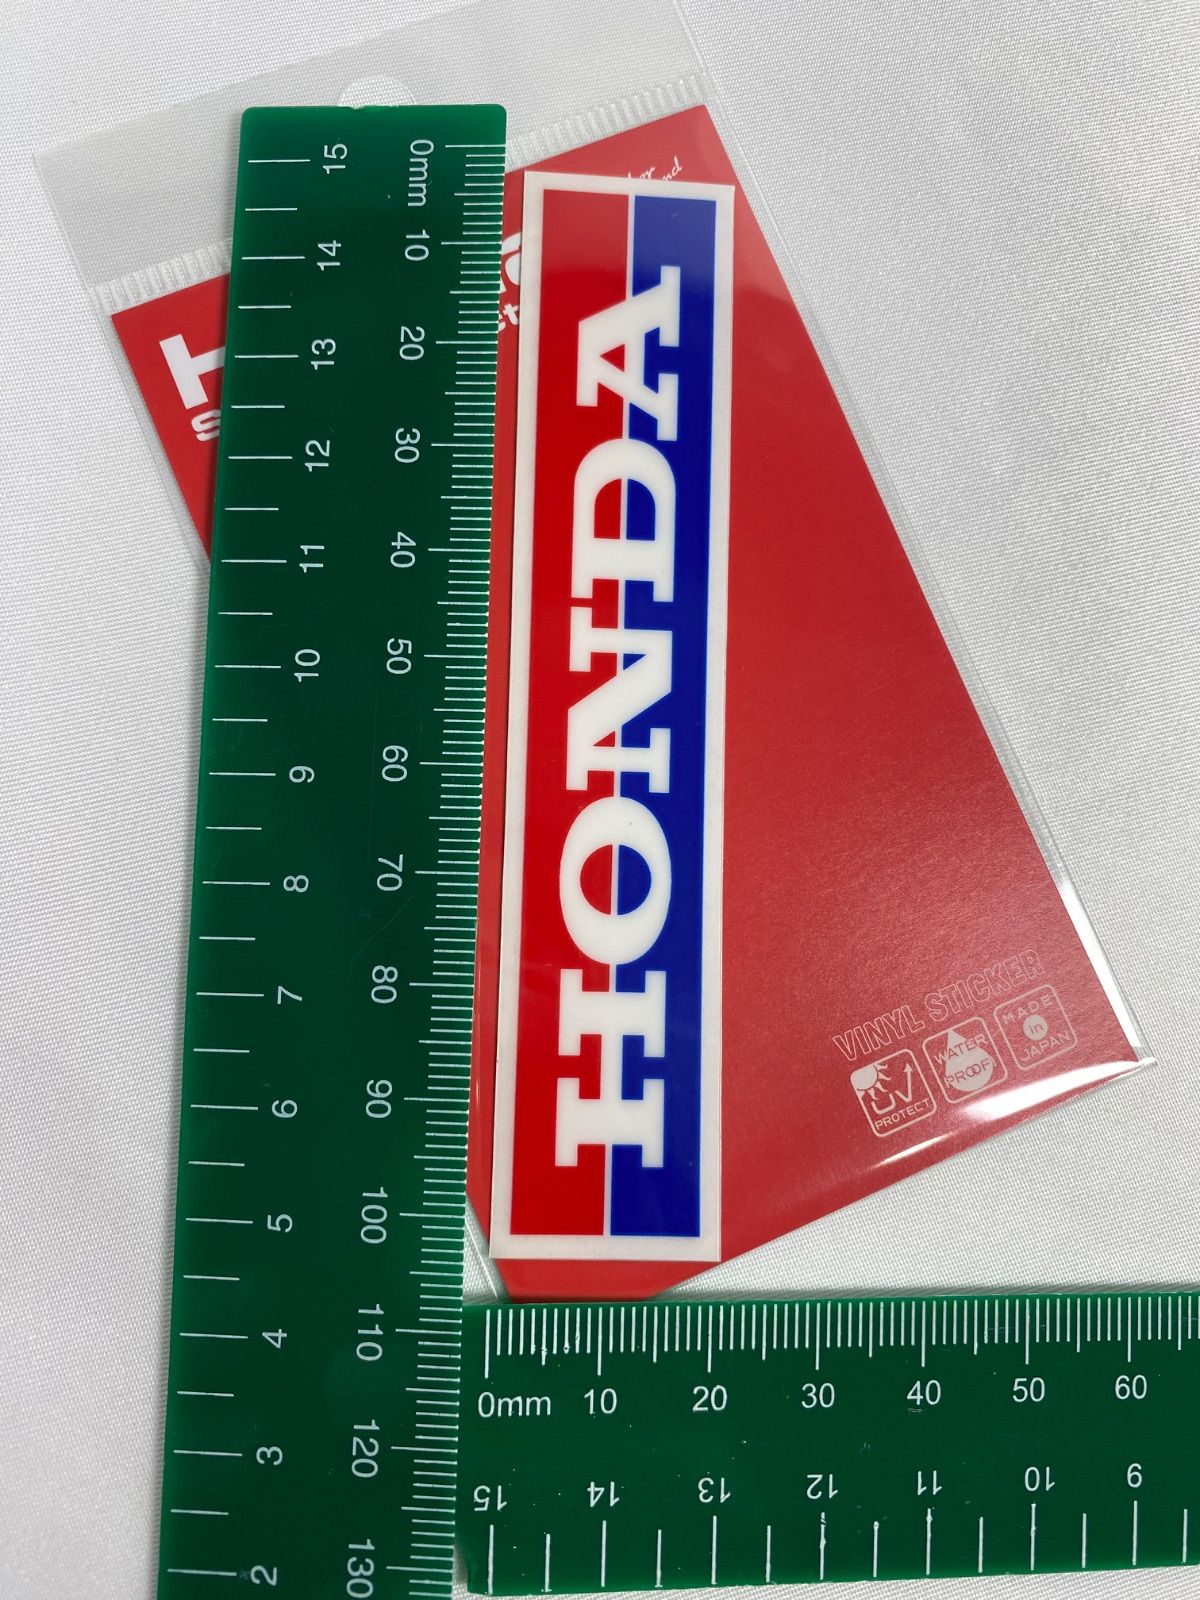 HONDA
VINYL STICKER
UV
PROTECT
WATER
PROOF
MADE
in
JAPAN
0mm 10 20 30 40 50 60 70 80 90 100 110 120 130
15 14 13 12 11 10 9 8 7 6 5 4 3 2
0mm 10 20 30 40 50 60
15 14 13 12 11 10 9